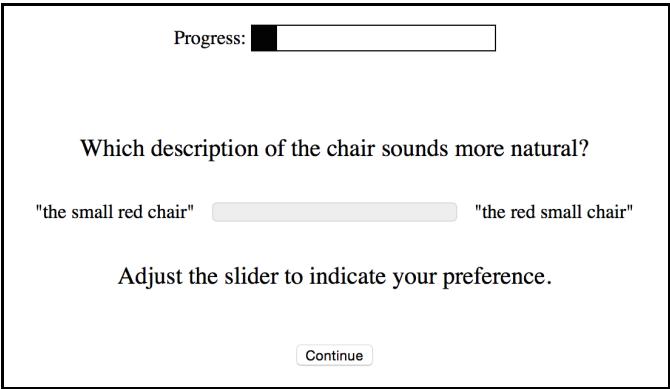 Progress:
Which description of the chair sounds more natural?
"the small red chair" "the red small chair"
Adjust the slider to indicate your preference.
Continue